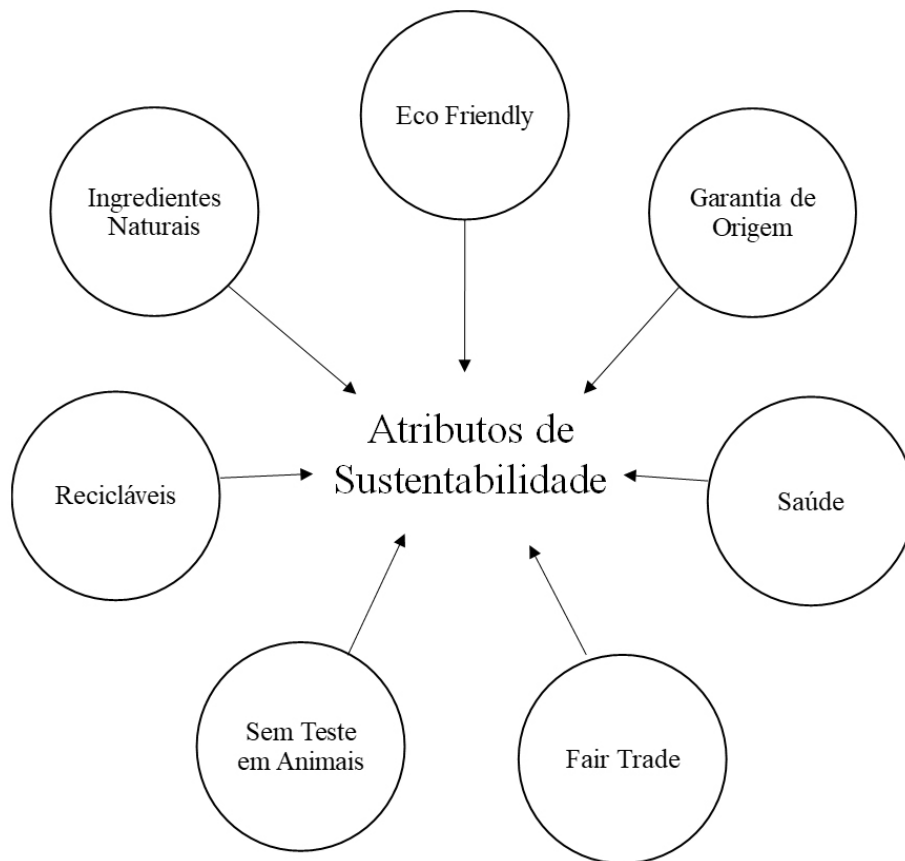 Eco Friendly
Ingredientes
Naturais
Garantia de
Origem
Atributos de
Sustentabilidade
Recicláveis
Saúde
Sem Teste
em Animais
Fair Trade